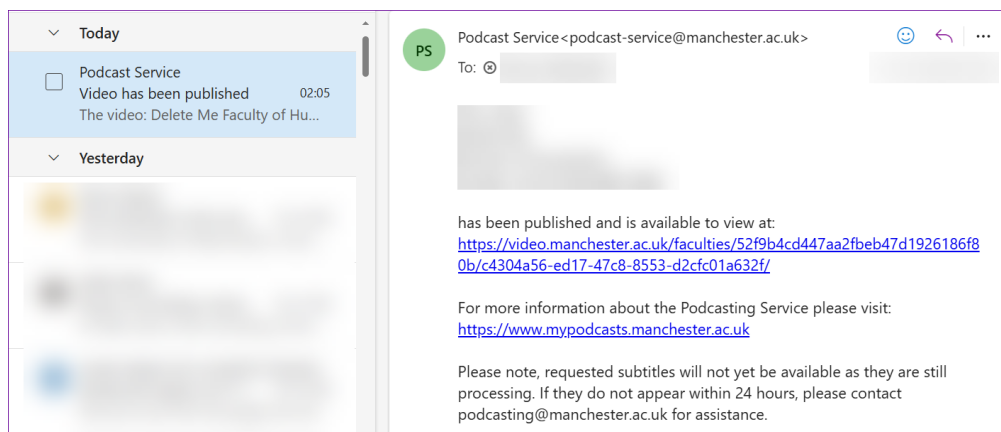 Today
Podcast Service
Video has been published 02:05
The video: Delete Me Faculty of Hu...
Yesterday
PS
Podcast Service<podcast-service@manchester.ac.uk>
To:
has been published and is available to view at:
https://video.manchester.ac.uk/faculties/52f9b4cd447aa2fbeb47d1926186f8
0b/c4304a56-ed17-47c8-8553-d2cfc01a632f/
For more information about the Podcasting Service please visit:
https://www.mypodcasts.manchester.ac.uk
Please note, requested subtitles will not yet be available as they are still
processing. If they do not appear within 24 hours, please contact
podcasting@manchester.ac.uk for assistance.